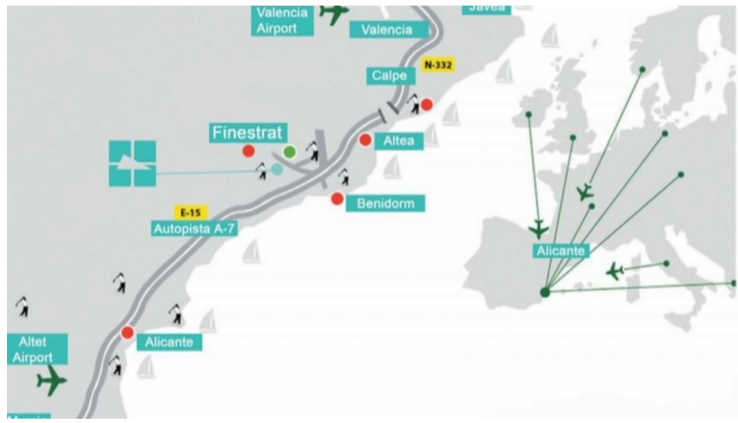 Valencia
Airport
Javea
Valencia
N-332
Calpe
Finestrat
Altea
Benidorm
E-15
Autopista A-7
Alicante
Altet
Airport
Alicante